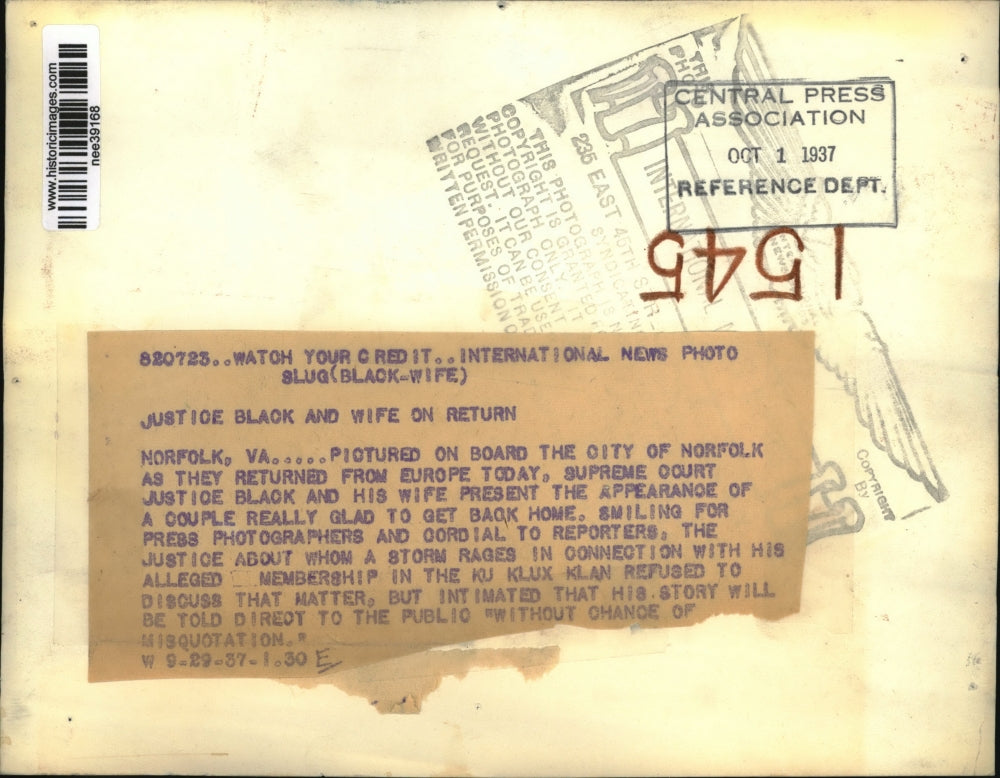 www.historicimages.com
nee39168
CENTRAL PRESS
ASSOCIATION
OCT 1 1937
REFERENCE DEPT.
THIS PHOTOGRAPH IS
COPYRIGHT IS GRANTED
PHOTOGRAPH ONLY. IT
WITHOUT OUR CONSENT
REQUEST. IT CAN BE USE
FOR PURPOSES OF TRA
WRITTEN PERMISSION O
235 EAST 45TH
1545
COPYRIGHT
BY
820723..WATCH YOUR CREDIT..INTERNATIONAL NEWS PHOTO
SLUG(BLACK-WIFE)
JUSTICE BLACK AND WIFE ON RETURN
NORFOLK, VA.....PICTURED ON BOARD THE CITY OF NORFOLK
AS THEY RETURNED FROM EUROPE TODAY, SUPREME COURT
JUSTICE BLACK AND HIS WIFE PRESENT THE APPEARANCE OF
A COUPLE REALLY GLAD TO GET BACK HOME. SMILING FOR
PRESS PHOTOGRAPHERS AND CORDIAL TO REPORTERS, THE
JUSTICE ABOUT WHOM A STORM RAGES IN CONNECTION WITH HIS
ALLEGED MEMBERSHIP IN THE KU KLUX KLAN REFUSED TO
DISCUSS THAT MATTER, BUT INTIMATED THAT HIS STORY WILL
BE TOLD DIRECT TO THE PUBLIC "WITHOUT CHANCE OF
MISQUOTATION."
W 9-29-37-1.30 E